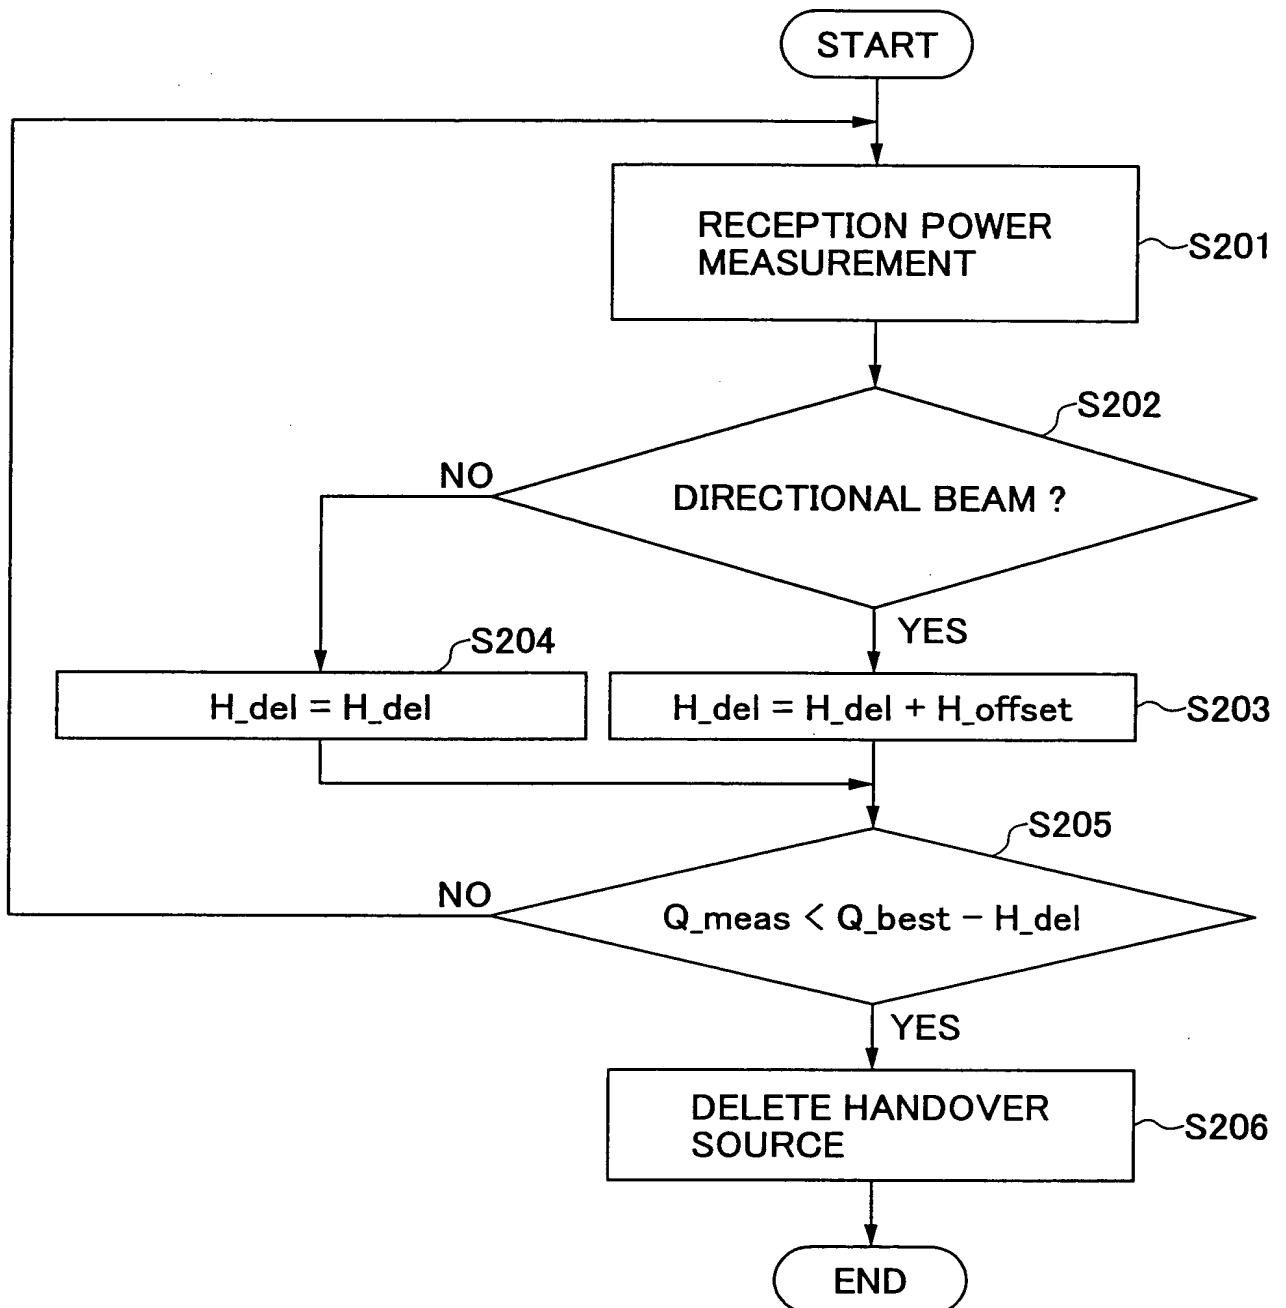 START
RECEPTION POWER
MEASUREMENT
S201
S202
NO
DIRECTIONAL BEAM ?
YES
S204
H_del = H_del
H_del = H_del + H_offset
S203
S205
NO
Q_meas < Q_best − H_del
YES
DELETE HANDOVER
SOURCE
S206
END